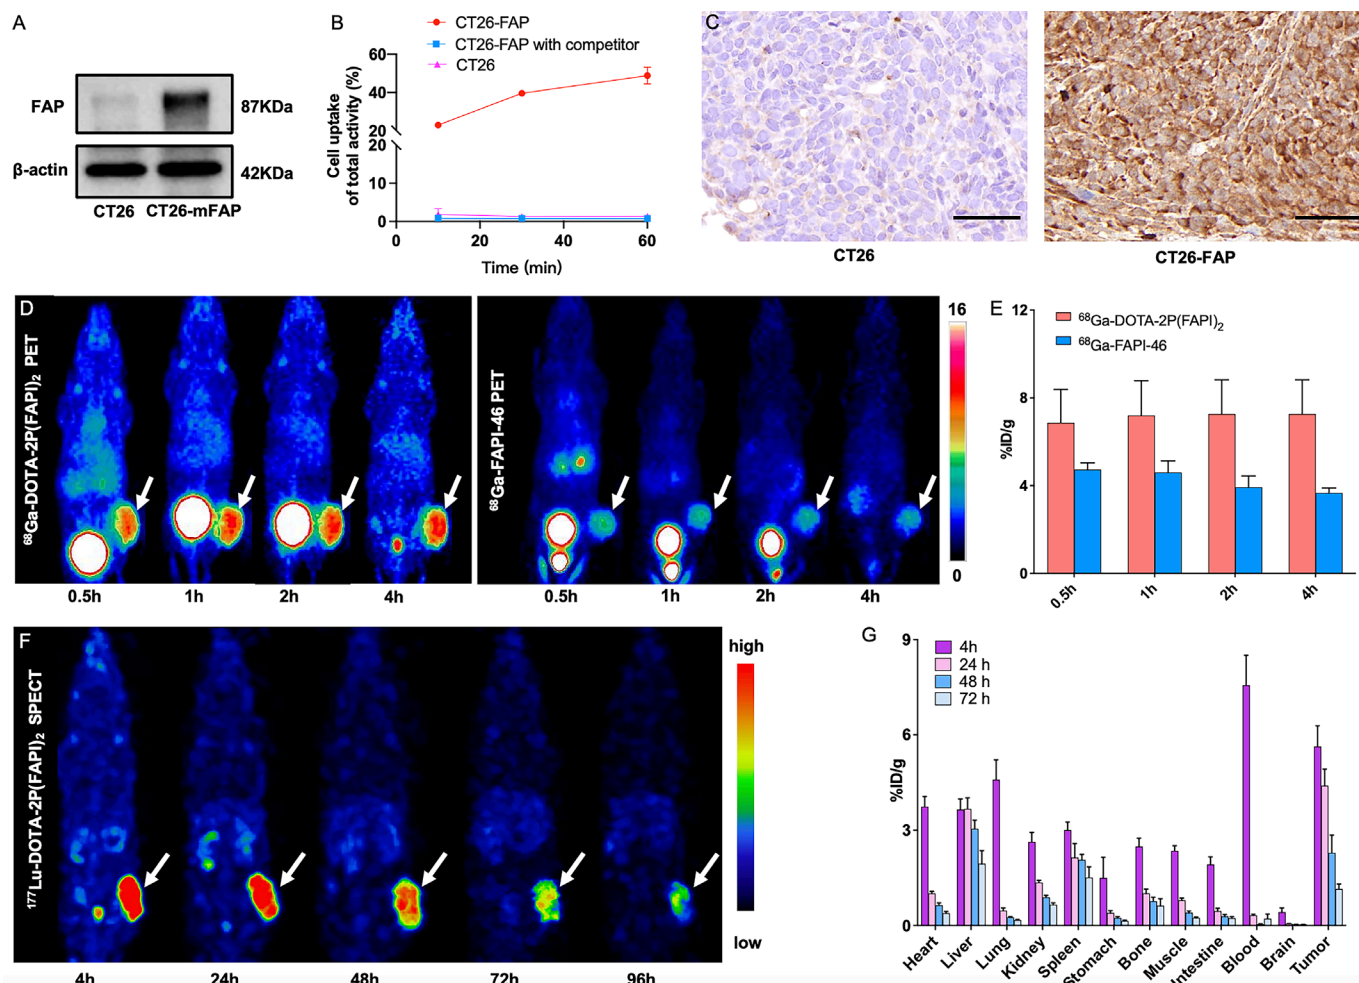 A
FAP
87KDa
β-actin
42KDa
CT26 CT26-mFAP
B
CT26-FAP
CT26-FAP with competitor
CT26
Cell uptake
of total activity (%)
60
40
20
20
10
0
0 20 40 60
Time (min)
C
CT26
CT26-FAP
D
68Ga-DOTA-2P(FAPI)2 PET
0.5h 1h 2h 4h
68Ga-FAPI-46 PET
0.5h 1h 2h 4h
16
0
E
68Ga-DOTA-2P(FAPI)2
68Ga-FAPI-46
%ID/g
12
8
4
0
0.5h 1h 2h 4h
F
177Lu-DOTA-2P(FAPI)2 SPECT
4h 24h 48h 72h 96h
high
low
G
4h
24 h
48 h
72 h
%ID/g
9
6
3
0
Heart Liver Lung Kidney Spleen Stomach Bone Muscle Intestine Blood Brain Tumor